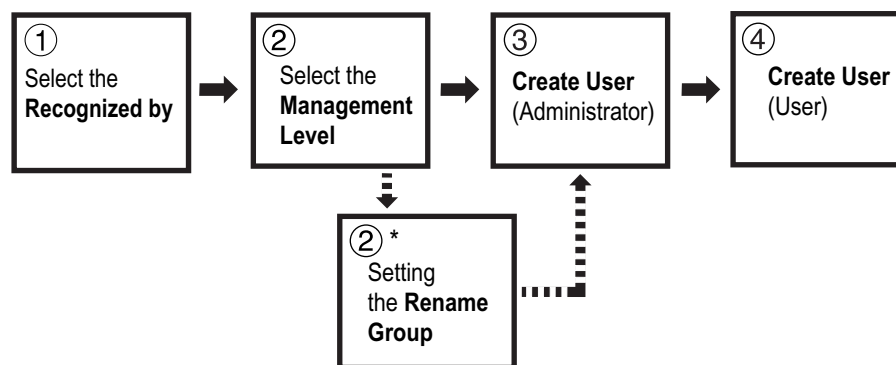 ①
Select the
Recognized by
②
Select the
Management
Level
③
Create User
(Administrator)
④
Create User
(User)
② *
Setting
the Rename
Group